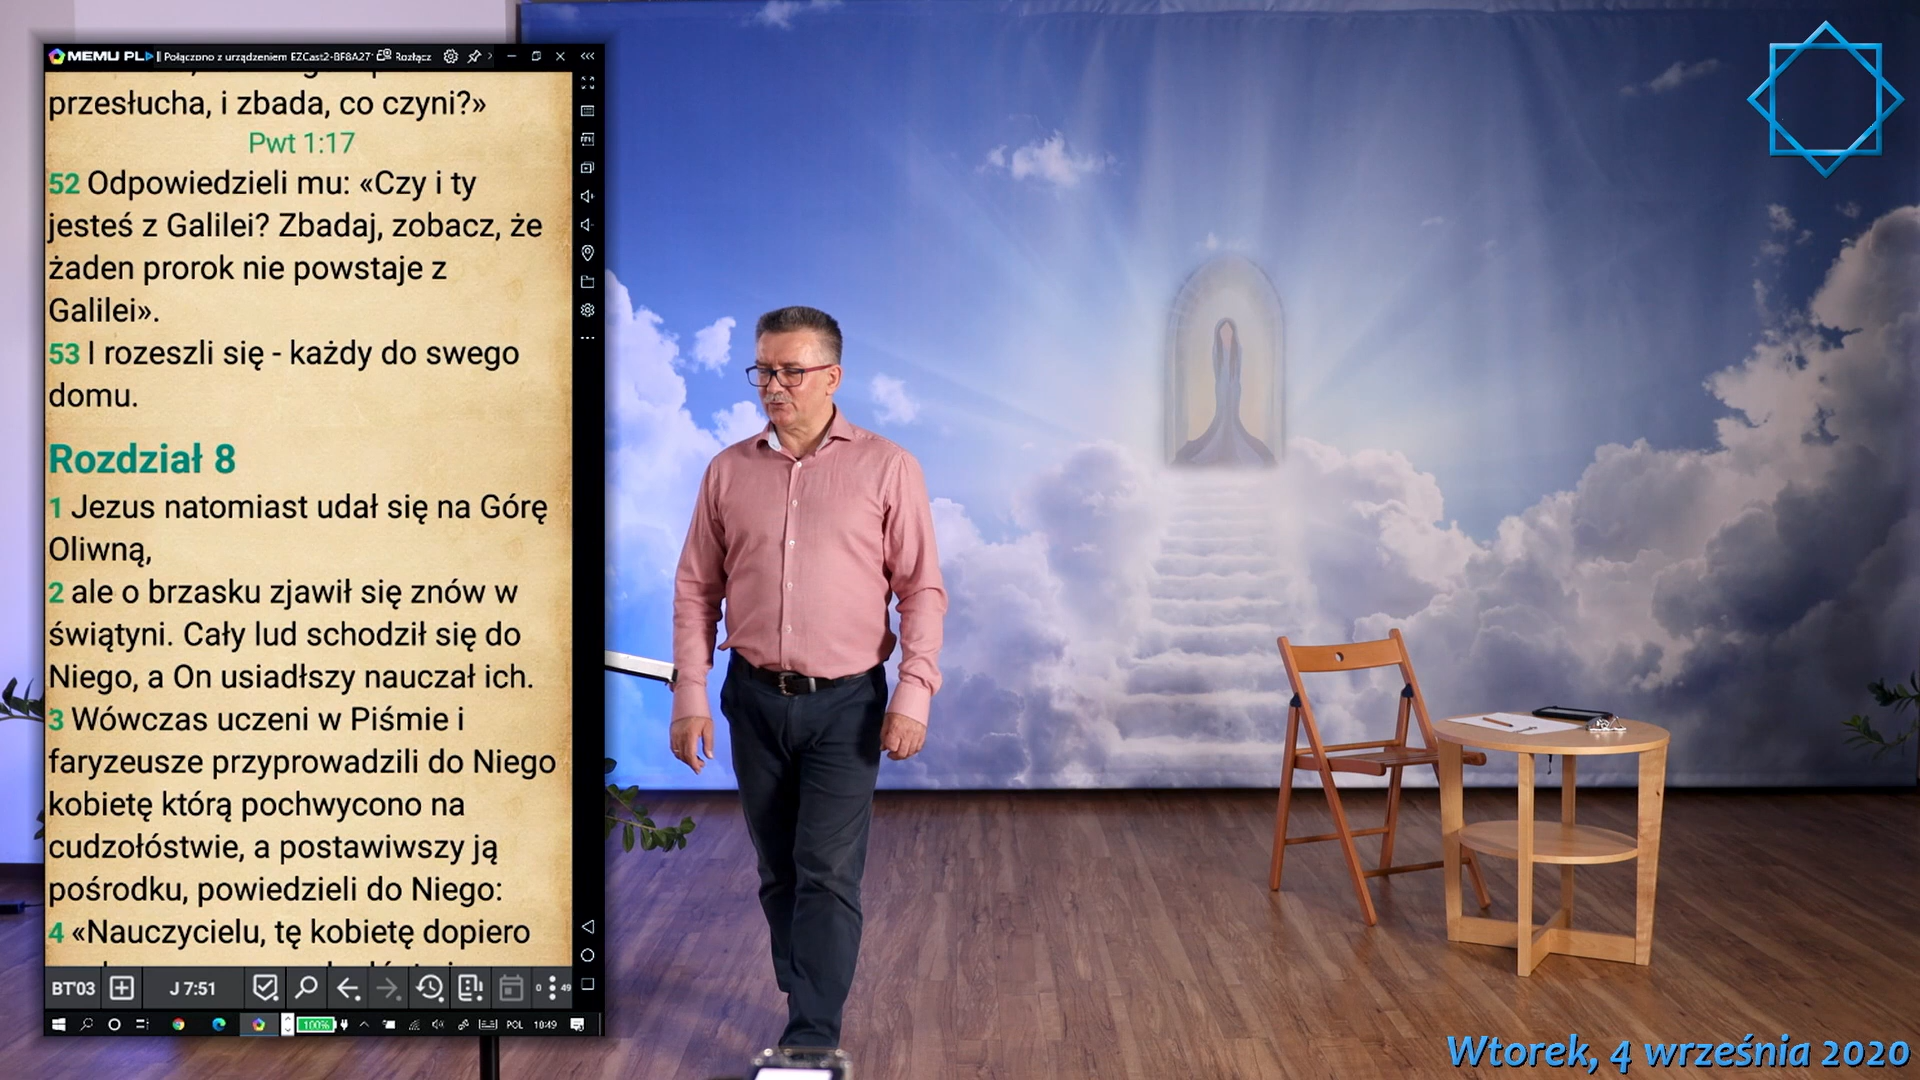 MEMU PL
Połączono z urządzeniem EZCast2-BF8A27
Rozłącz
przesłucha, i zbada, co czyni?»
Pwt 1:17
52 Odpowiedzieli mu: «Czy i ty
jesteś z Galilei? Zbadaj, zobacz, że
żaden prorok nie powstaje z
Galilei».
53 I rozeszli się - każdy do swego
domu.
Rozdział 8
1 Jezus natomiast udał się na Górę
Oliwną,
2 ale o brzasku zjawił się znów w
świątyni. Cały lud schodził się do
Niego, a On usiadłszy nauczał ich.
3 Wówczas uczeni w Piśmie i
faryzeusze przyprowadzili do Niego
kobietę którą pochwycono na
cudzołóstwie, a postawiwszy ją
pośrodku, powiedzieli do Niego:
4 «Nauczycielu, tę kobietę dopiero
BT'03
J 7:51
0
49
100%
POL
18:49
Wtorek, 4 września 2020